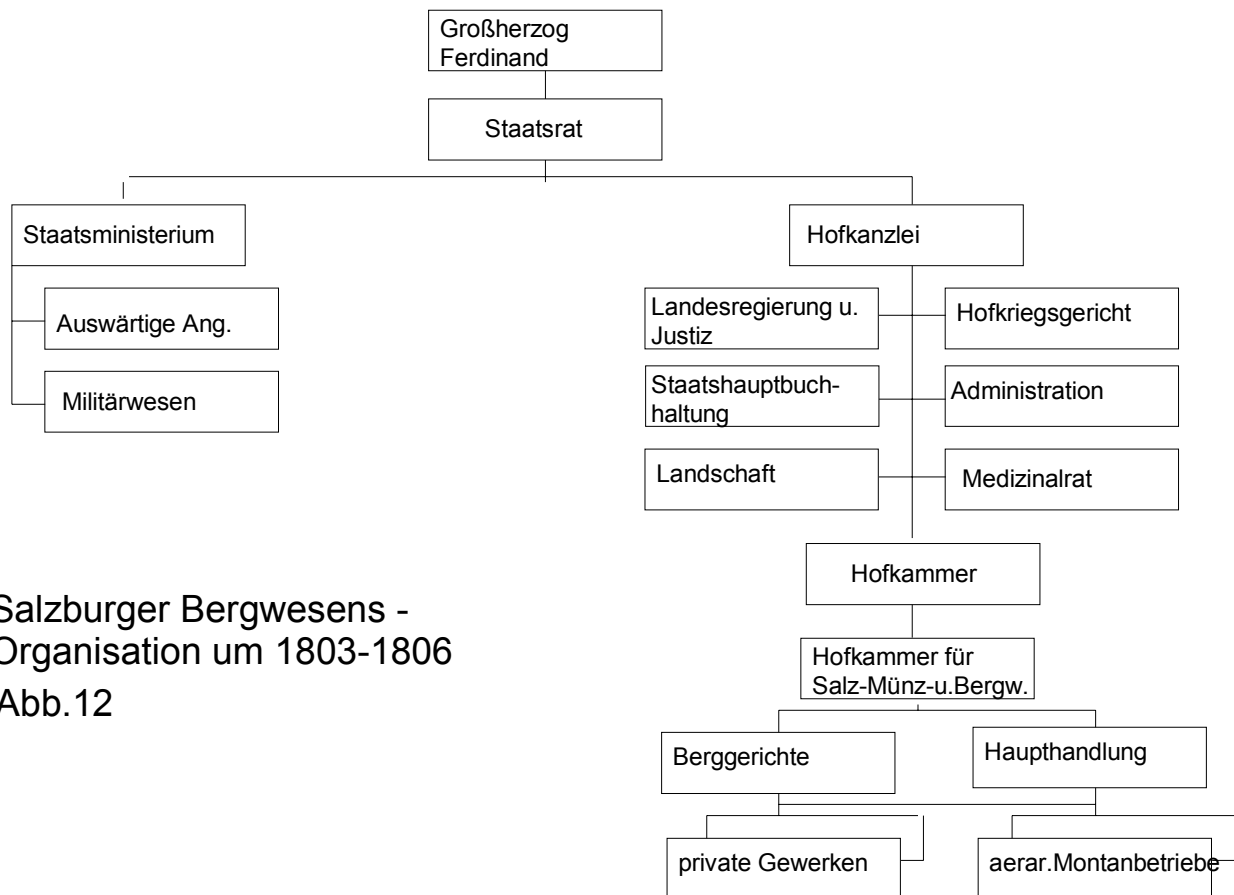 Großherzog
Ferdinand
Staatsrat
Staatsministerium
Hofkanzlei
Auswärtige Ang.
Militärwesen
Landesregierung u.
Justiz
Hofkriegsgericht
Staatshauptbuch-
haltung
Administration
Landschaft
Medizinalrat
Hofkammer
Salzburger Bergwesens -
Organisation um 1803-1806
Abb.12
Hofkammer für
Salz-Münz-u.Bergw.
Berggerichte
Haupthandlung
private Gewerken
aerar.Montanbetriebe